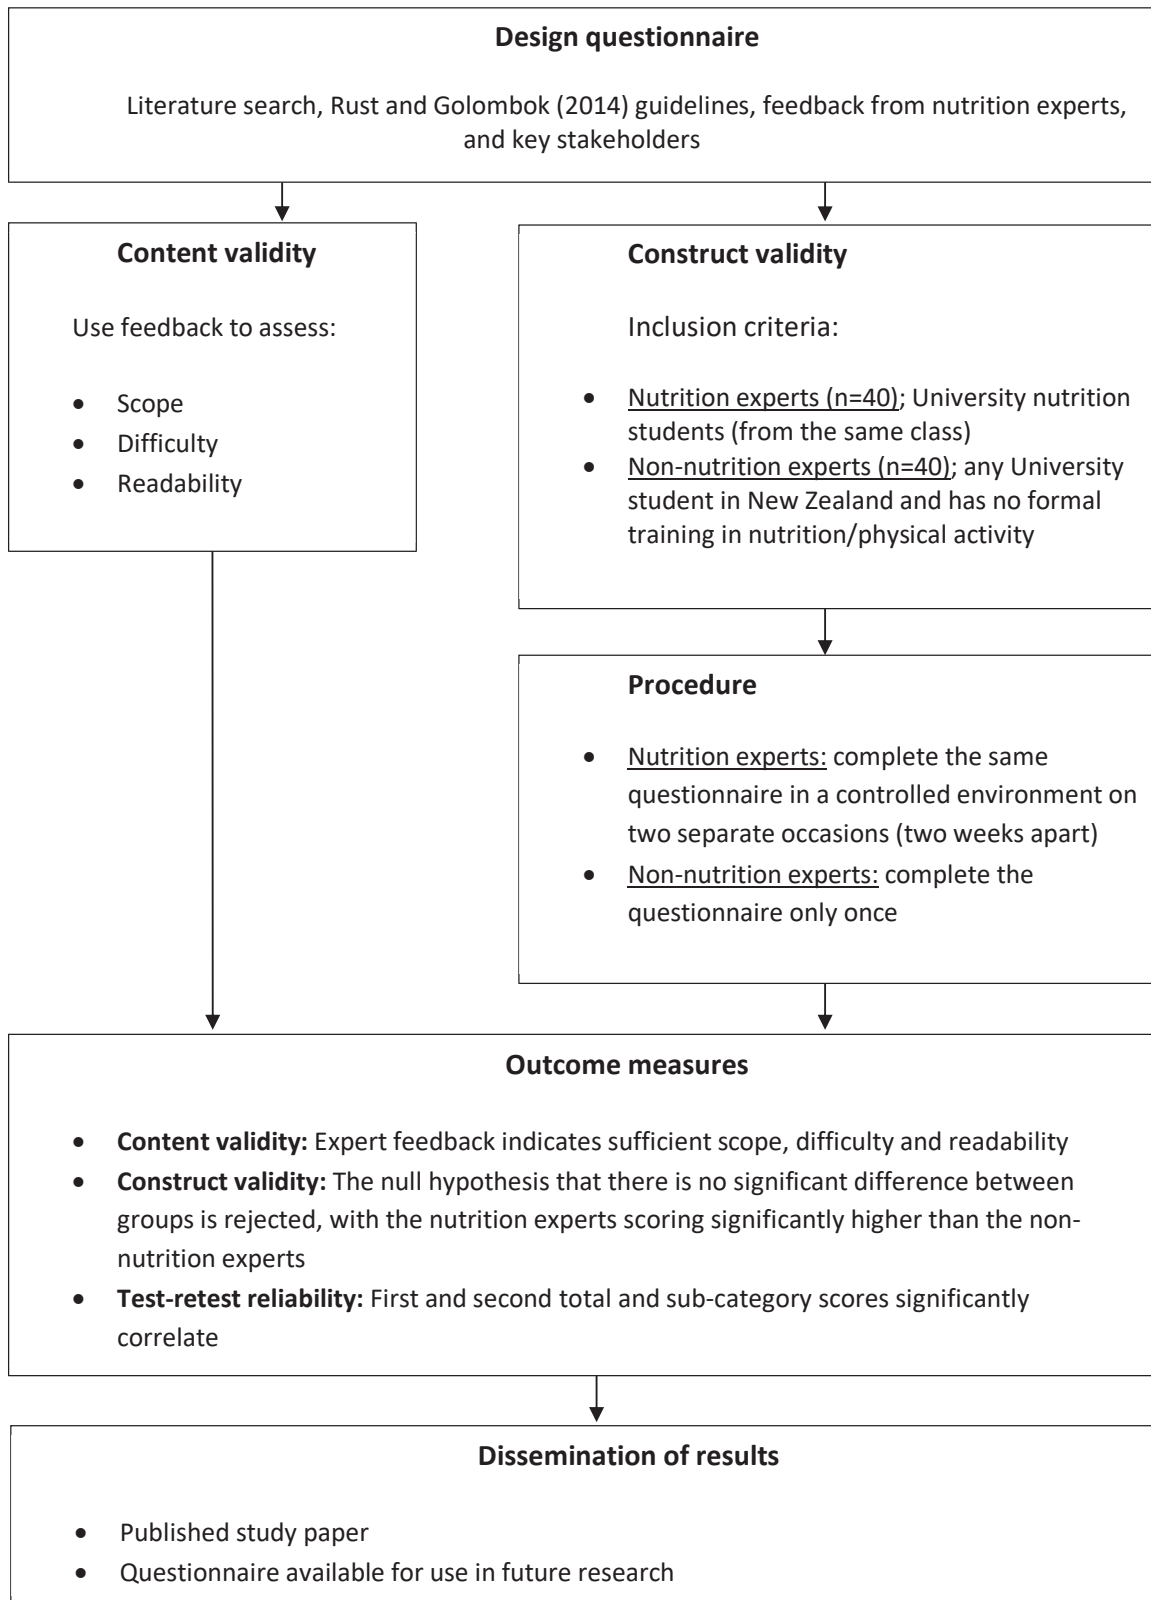 Design questionnaire
Literature search, Rust and Golombok (2014) guidelines, feedback from nutrition experts,
and key stakeholders
Content validity
Use feedback to assess:
• Scope
• Difficulty
• Readability
Construct validity
Inclusion criteria:
• Nutrition experts (n=40); University nutrition
students (from the same class)
• Non-nutrition experts (n=40); any University
student in New Zealand and has no formal
training in nutrition/physical activity
Procedure
• Nutrition experts: complete the same
questionnaire in a controlled environment on
two separate occasions (two weeks apart)
• Non-nutrition experts: complete the
questionnaire only once
Outcome measures
• Content validity: Expert feedback indicates sufficient scope, difficulty and readability
• Construct validity: The null hypothesis that there is no significant difference between
groups is rejected, with the nutrition experts scoring significantly higher than the non-
nutrition experts
• Test-retest reliability: First and second total and sub-category scores significantly
correlate
Dissemination of results
• Published study paper
• Questionnaire available for use in future research